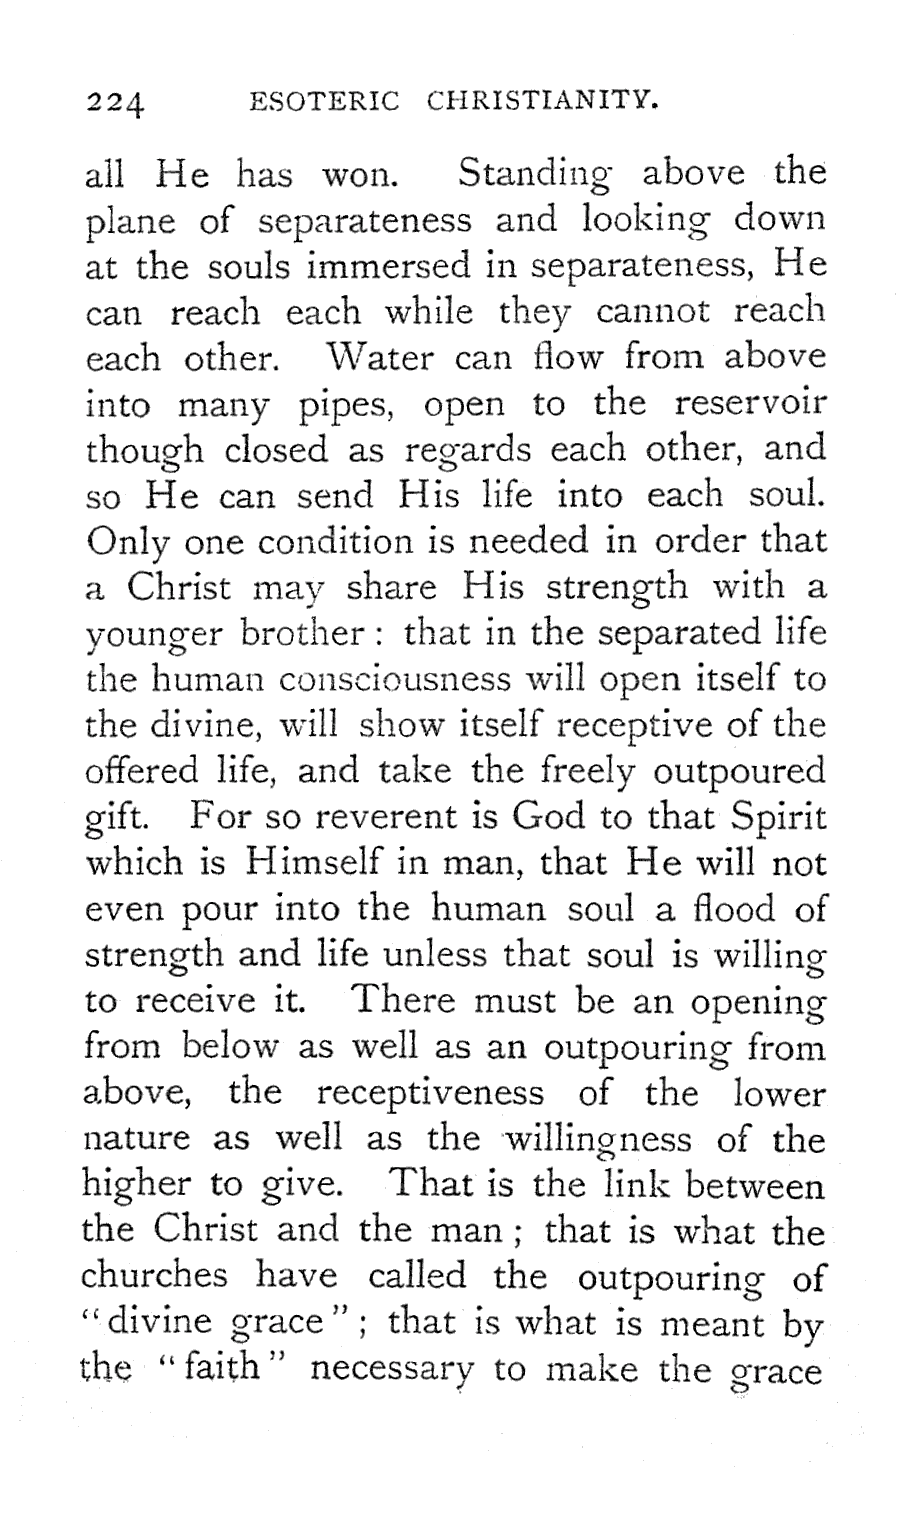 224 ESOTERIC CHRISTIANITY.
all He has won. Standing above the
plane of separateness and looking down
at the souls immersed in separateness, He
can reach each while they cannot reach
each other. Water can flow from above
into many pipes, open to the reservoir
though closed as regards each other, and
so He can send His life into each soul.
Only one condition is needed in order that
a Christ may share His strength with a
younger brother : that in the separated life
the human consciousness will open itself to
the divine, will show itself receptive of the
offered life, and take the freely outpoured
gift. For so reverent is God to that Spirit
which is Himself in man, that He will not
even pour into the human soul a flood of
strength and life unless that soul is willing
to receive it. There must be an opening
from below as well as an outpouring from
above, the receptiveness of the lower
nature as well as the willingness of the
higher to give. That is the link between
the Christ and the man ; that is what the
churches have called the outpouring of
“divine grace” ; that is what is meant by
the “faith” necessary to make the grace